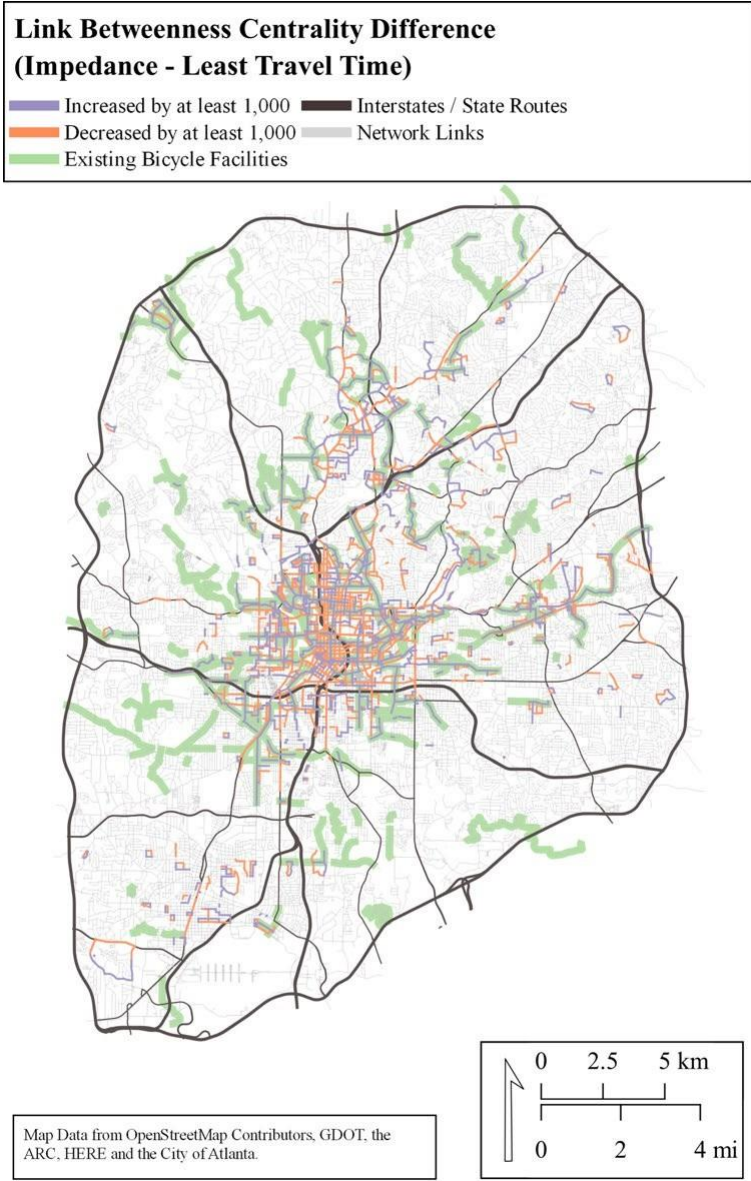 Link Betweenness Centrality Difference
(Impedance - Least Travel Time)
Increased by at least 1,000
Interstates / State Routes
Decreased by at least 1,000
Network Links
Existing Bicycle Facilities
0 2.5 5 km
0 2 4 mi
Map Data from OpenStreetMap Contributors, GDOT, the
ARC, HERE and the City of Atlanta.